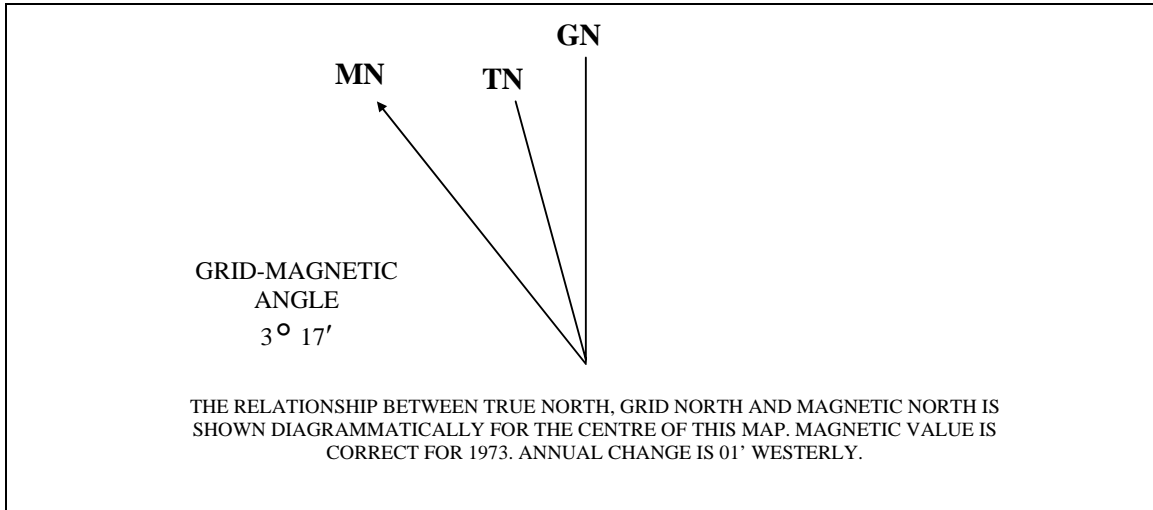 GN
MN
TN
GRID-MAGNETIC
ANGLE
3° 17′
THE RELATIONSHIP BETWEEN TRUE NORTH, GRID NORTH AND MAGNETIC NORTH IS
SHOWN DIAGRAMMATICALLY FOR THE CENTRE OF THIS MAP. MAGNETIC VALUE IS
CORRECT FOR 1973. ANNUAL CHANGE IS 01’ WESTERLY.